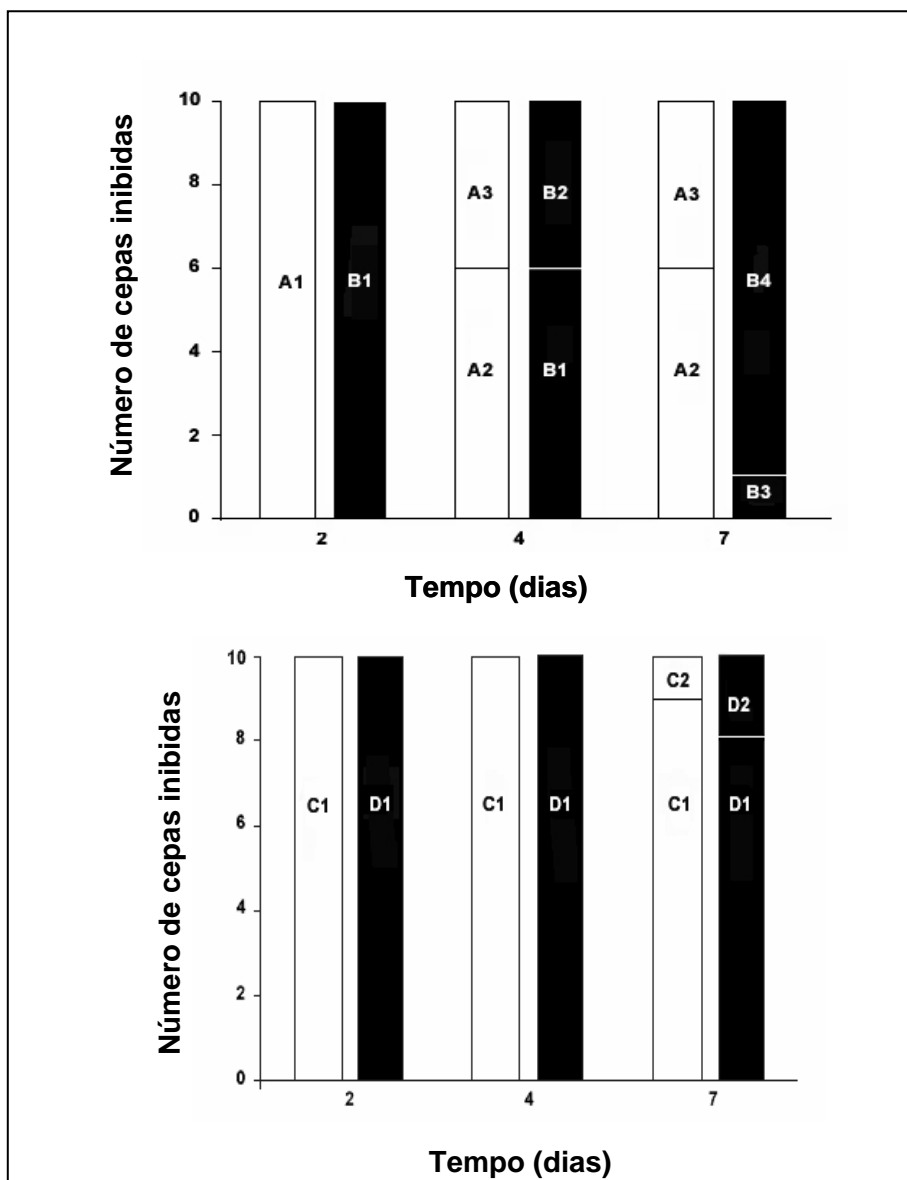 Número de cepas inibidas
10
8
6
4
2
0
A1
B1
A3
A2
B2
B1
A3
A2
B4
B3
2
4
7
Tempo (dias)
Número de cepas inibidas
10
8
6
4
2
0
C1
D1
C1
D1
C2
C1
D2
D1
2
4
7
Tempo (dias)